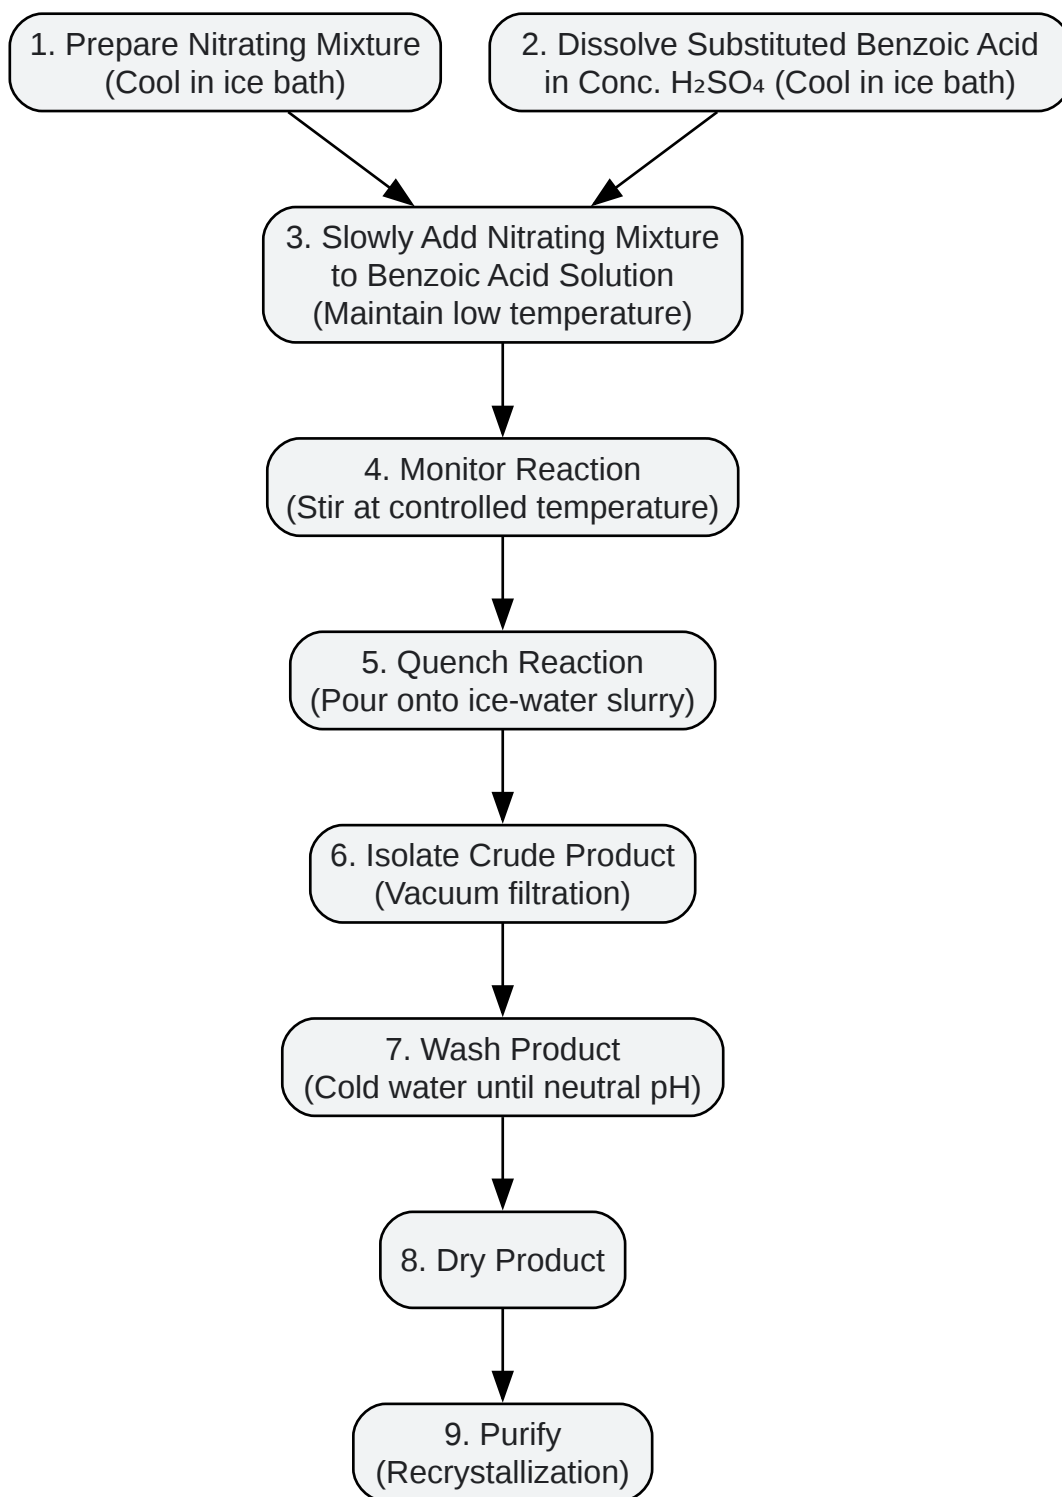 1. Prepare Nitrating Mixture
(Cool in ice bath)
2. Dissolve Substituted Benzoic Acid
in Conc. H₂SO₄ (Cool in ice bath)
3. Slowly Add Nitrating Mixture
to Benzoic Acid Solution
(Maintain low temperature)
4. Monitor Reaction
(Stir at controlled temperature)
5. Quench Reaction
(Pour onto ice-water slurry)
6. Isolate Crude Product
(Vacuum filtration)
7. Wash Product
(Cold water until neutral pH)
8. Dry Product
9. Purify
(Recrystallization)